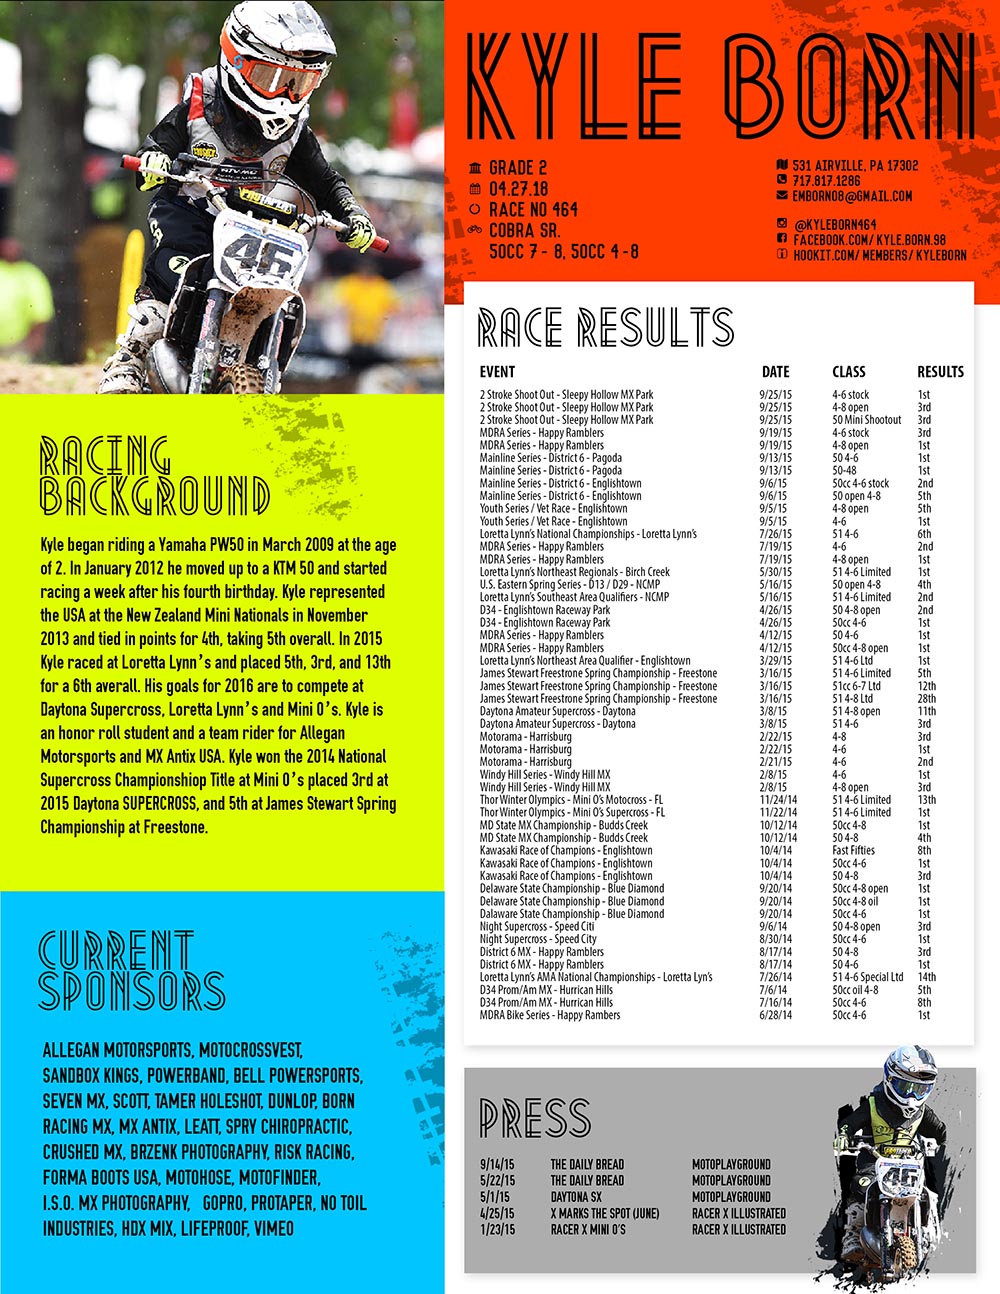 KYLE BORN
GRADE 2
04.27.18
RACE NO 464
COBRA SR.
50CC 7 - 8, 50CC 4 -8
531 AIRVILLE, PA 17302
717.817.1286
EMBORN08@GMAIL.COM
@KYLEBORN464
FACEBOOK.COM/ KYLE.BORN.98
HOOKIT.COM/ MEMBERS/ KYLEBORN
46
RACING
BACKGROUND
Kyle began riding a Yamaha PW50 in March 2009 at the age
of 2. In January 2012 he moved up to a KTM 50 and started
racing a week after his fourth birthday. Kyle represented
the USA at the New Zealand Mini Nationals in November
2013 and tied in points for 4th, taking 5th overall. In 2015
Kyle raced at Loretta Lynn's and placed 5th, 3rd, and 13th
for a 6th averall. His goals for 2016 are to compete at
Daytona Supercross, Loretta Lynn's and Mini O's. Kyle is
an honor roll student and a team rider for Allegan
Motorsports and MX Antix USA. Kyle won the 2014 National
Supercross Championshiop Title at Mini O's placed 3rd at
2015 Daytona SUPERCROSS, and 5th at James Stewart Spring
Championship at Freestone.
CURRENT
SPONSORS
ALLEGAN MOTORSPORTS, MOTOCROSSVEST,
SANDBOX KINGS, POWERBAND, BELL POWERSPORTS,
SEVEN MX, SCOTT, TAMER HOLESHOT, DUNLOP, BORN
RACING MX, MX ANTIX, LEATT, SPRY CHIROPRACTIC,
CRUSHED MX, BRZENK PHOTOGRAPHY, RISK RACING,
FORMA BOOTS USA, MOTOHOSE, MOTOFINDER,
I.S.O. MX PHOTOGRAPHY, GOPRO, PROTAPER, NO TOIL
INDUSTRIES, HDX MIX, LIFEPROOF, VIMEO
RACE RESULTS
EVENT DATE CLASS RESULTS
2 Stroke Shoot Out - Sleepy Hollow MX Park 9/25/15 4-6 stock 1st
2 Stroke Shoot Out - Sleepy Hollow MX Park 9/25/15 4-8 open 3rd
2 Stroke Shoot Out - Sleepy Hollow MX Park 9/25/15 50 Mini Shootout 3rd
MDRA Series - Happy Ramblers 9/19/15 4-6 stock 3rd
MDRA Series - Happy Ramblers 9/19/15 4-8 open 1st
Mainline Series - District 6 - Pagoda 9/13/15 50 4-6 1st
Mainline Series - District 6 - Pagoda 9/13/15 50-48 1st
Mainline Series - District 6 - Englishtown 9/6/15 50cc 4-6 stock 2nd
Mainline Series - District 6 - Englishtown 9/6/15 50 open 4-8 5th
Youth Series / Vet Race - Englishtown 9/5/15 4-8 open 5th
Youth Series / Vet Race - Englishtown 9/5/15 4-6 1st
Loretta Lynn's National Championships - Loretta Lynn's 7/26/15 51 4-6 6th
MDRA Series - Happy Ramblers 7/19/15 4-6 2nd
MDRA Series - Happy Ramblers 7/19/15 4-8 open 1st
Loretta Lynn's Northeast Regionals - Birch Creek 5/30/15 51 4-6 Limited 1st
U.S. Eastern Spring Series - D13 / D29 - NCMP 5/16/15 50 open 4-8 4th
Loretta Lynn's Southeast Area Qualifiers - NCMP 5/16/15 51 4-6 Limited 2nd
D34 - Englishtown Raceway Park 4/26/15 50 4-8 open 2nd
D34 - Englishtown Raceway Park 4/26/15 50cc 4-6 1st
MDRA Series - Happy Ramblers 4/12/15 50 4-6 1st
MDRA Series - Happy Ramblers 4/12/15 50cc 4-8 open 1st
Loretta Lynn's Northeast Area Qualifier - Englishtown 3/29/15 51 4-6 Ltd 1st
James Stewart Freestrone Spring Championship - Freestone 3/16/15 51 4-6 Limited 5th
James Stewart Freestrone Spring Championship - Freestone 3/16/15 51cc 6-7 Ltd 12th
James Stewart Freestrone Spring Championship - Freestone 3/16/15 51 4-8 Ltd 28th
Daytona Amateur Supercross - Daytona 3/8/15 51 4-8 open 11th
Daytona Amateur Supercross - Daytona 3/8/15 51 4-6 3rd
Motorama - Harrisburg 2/22/15 4-8 3rd
Motorama - Harrisburg 2/22/15 4-6 1st
Motorama - Harrisburg 2/21/15 4-6 2nd
Windy Hill Series - Windy Hill MX 2/8/15 4-6 1st
Windy Hill Series - Windy Hill MX 2/8/15 4-8 open 3rd
Thor Winter Olympics - Mini O's Motocross - FL 11/24/14 51 4-6 Limited 13th
Thor Winter Olympics - Mini O's Supercross - FL 11/22/14 51 4-6 Limited 1st
MD State MX Championship - Budds Creek 10/12/14 50cc 4-8 1st
MD State MX Championship - Budds Creek 10/12/14 50 4-8 4th
Kawasaki Race of Champions - Englishtown 10/4/14 Fast Fifties 8th
Kawasaki Race of Champions - Englishtown 10/4/14 50cc 4-6 1st
Kawasaki Race of Champions - Englishtown 10/4/14 50 4-8 3rd
Delaware State Championship - Blue Diamond 9/20/14 50cc 4-8 open 1st
Delaware State Championship - Blue Diamond 9/20/14 50cc 4-8 oil 1st
Dalaware State Championship - Blue Diamond 9/20/14 50cc 4-6 1st
Night Supercross - Speed Citi 9/6/14 50 4-8 open 3rd
Night Supercross - Speed City 8/30/14 50cc 4-6 1st
District 6 MX - Happy Ramblers 8/17/14 50 4-8 3rd
District 6 MX - Happy Ramblers 8/17/14 50 4-6 1st
Loretta Lynn's AMA National Championships - Loretta Lyn's 7/26/14 51 4-6 Special Ltd 14th
D34 Prom/Am MX - Hurrican Hills 7/6/14 50cc oil 4-8 5th
D34 Prom/Am MX - Hurrican Hills 7/16/14 50cc 4-6 8th
MDRA Bike Series - Happy Rambers 6/28/14 50cc 4-6 1st
PRESS
9/14/15 THE DAILY BREAD MOTOPLAYGROUND
5/22/15 THE DAILY BREAD MOTOPLAYGROUND
5/1/15 DAYTONA SX MOTOPLAYGROUND
4/25/15 X MARKS THE SPOT (JUNE) RACER X ILLUSTRATED
1/23/15 RACER X MINI O'S RACER X ILLUSTRATED
46